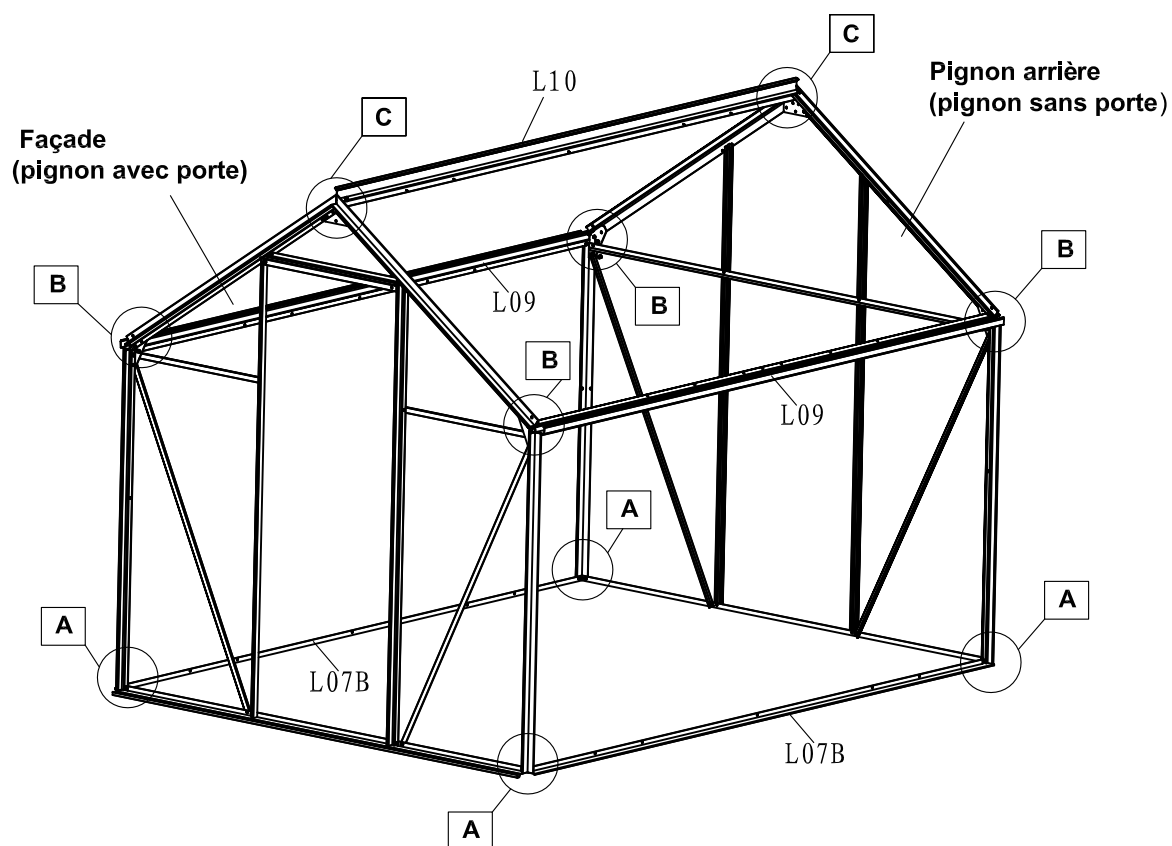 C
Pignon arrière
(pignon sans porte)
L10
C
Façade
(pignon avec porte)
B
B
L09
B
B
L09
A
A
A
L07B
L07B
A